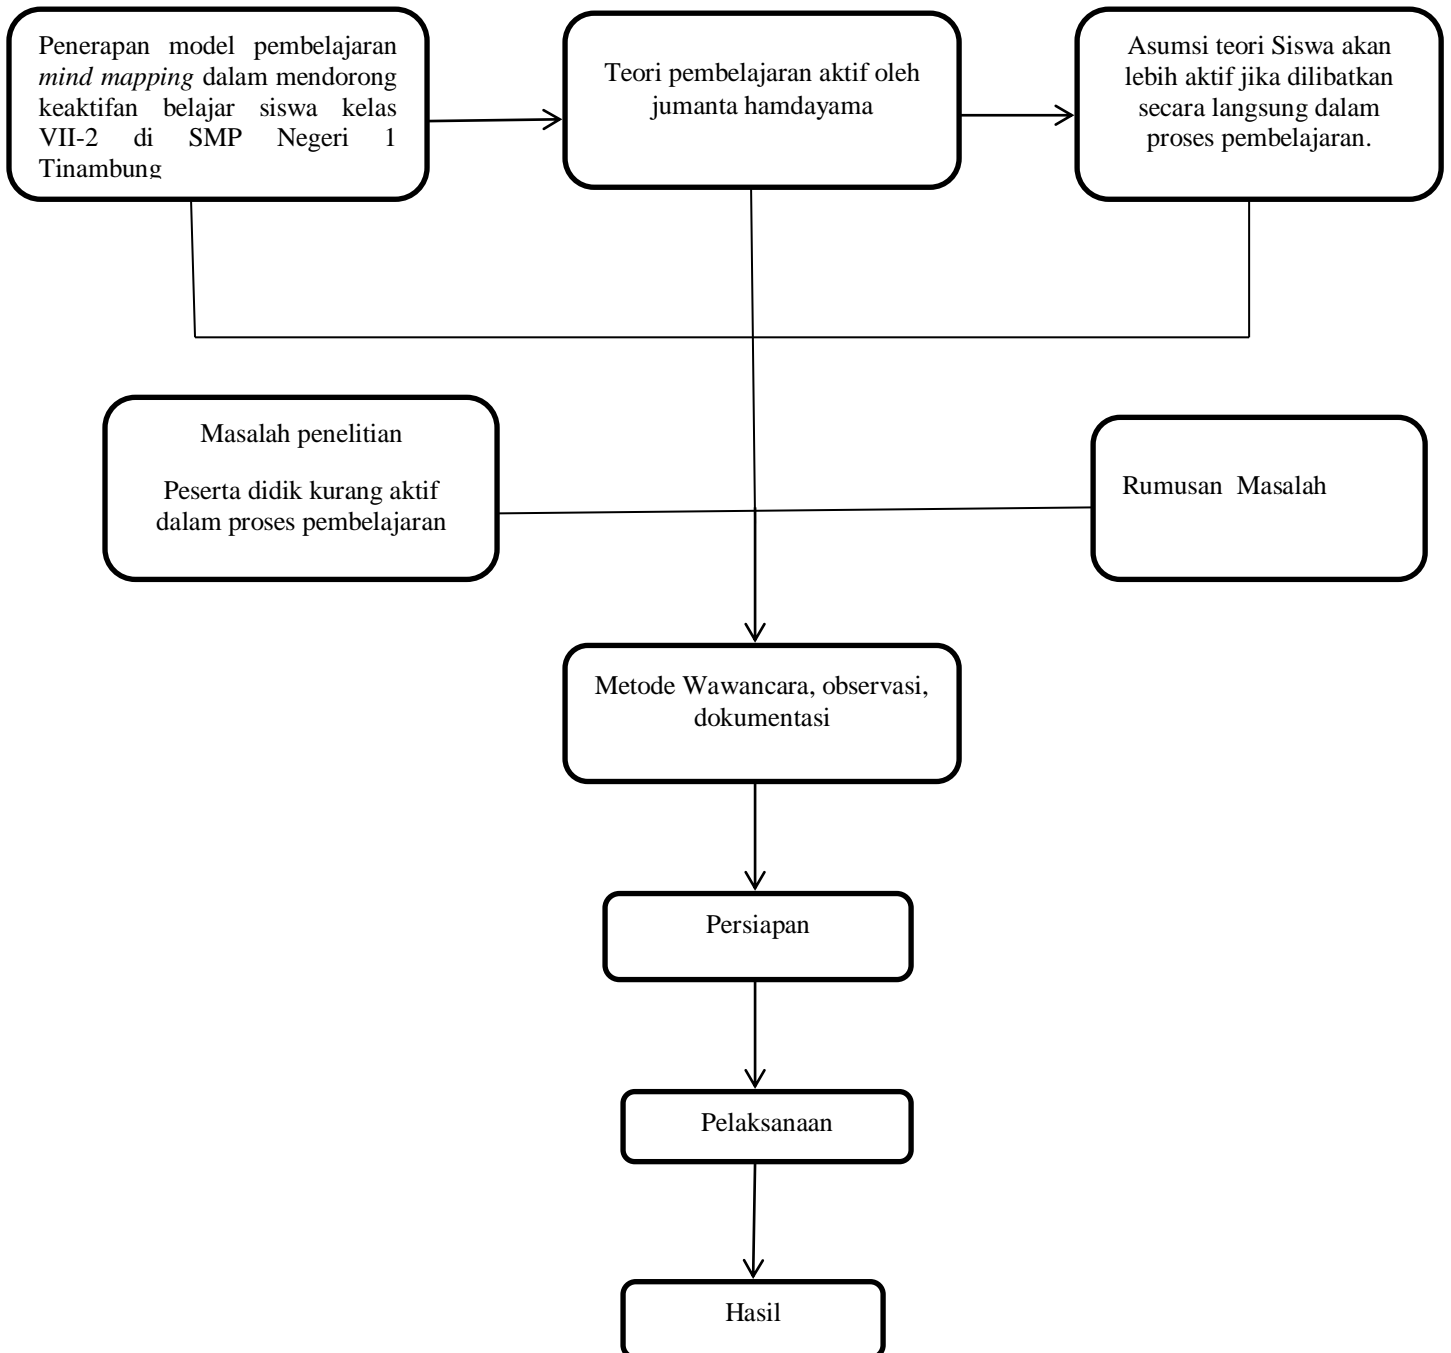 Penerapan model pembelajaran
mind mapping dalam mendorong
keaktifan belajar siswa kelas
VII-2 di SMP Negeri 1
Tinambung
Teori pembelajaran aktif oleh
jumanta hamdayama
Asumsi teori Siswa akan
lebih aktif jika dilibatkan
secara langsung dalam
proses pembelajaran.
Masalah penelitian
Peserta didik kurang aktif
dalam proses pembelajaran
Rumusan Masalah
Metode Wawancara, observasi,
dokumentasi
Persiapan
Pelaksanaan
Hasil